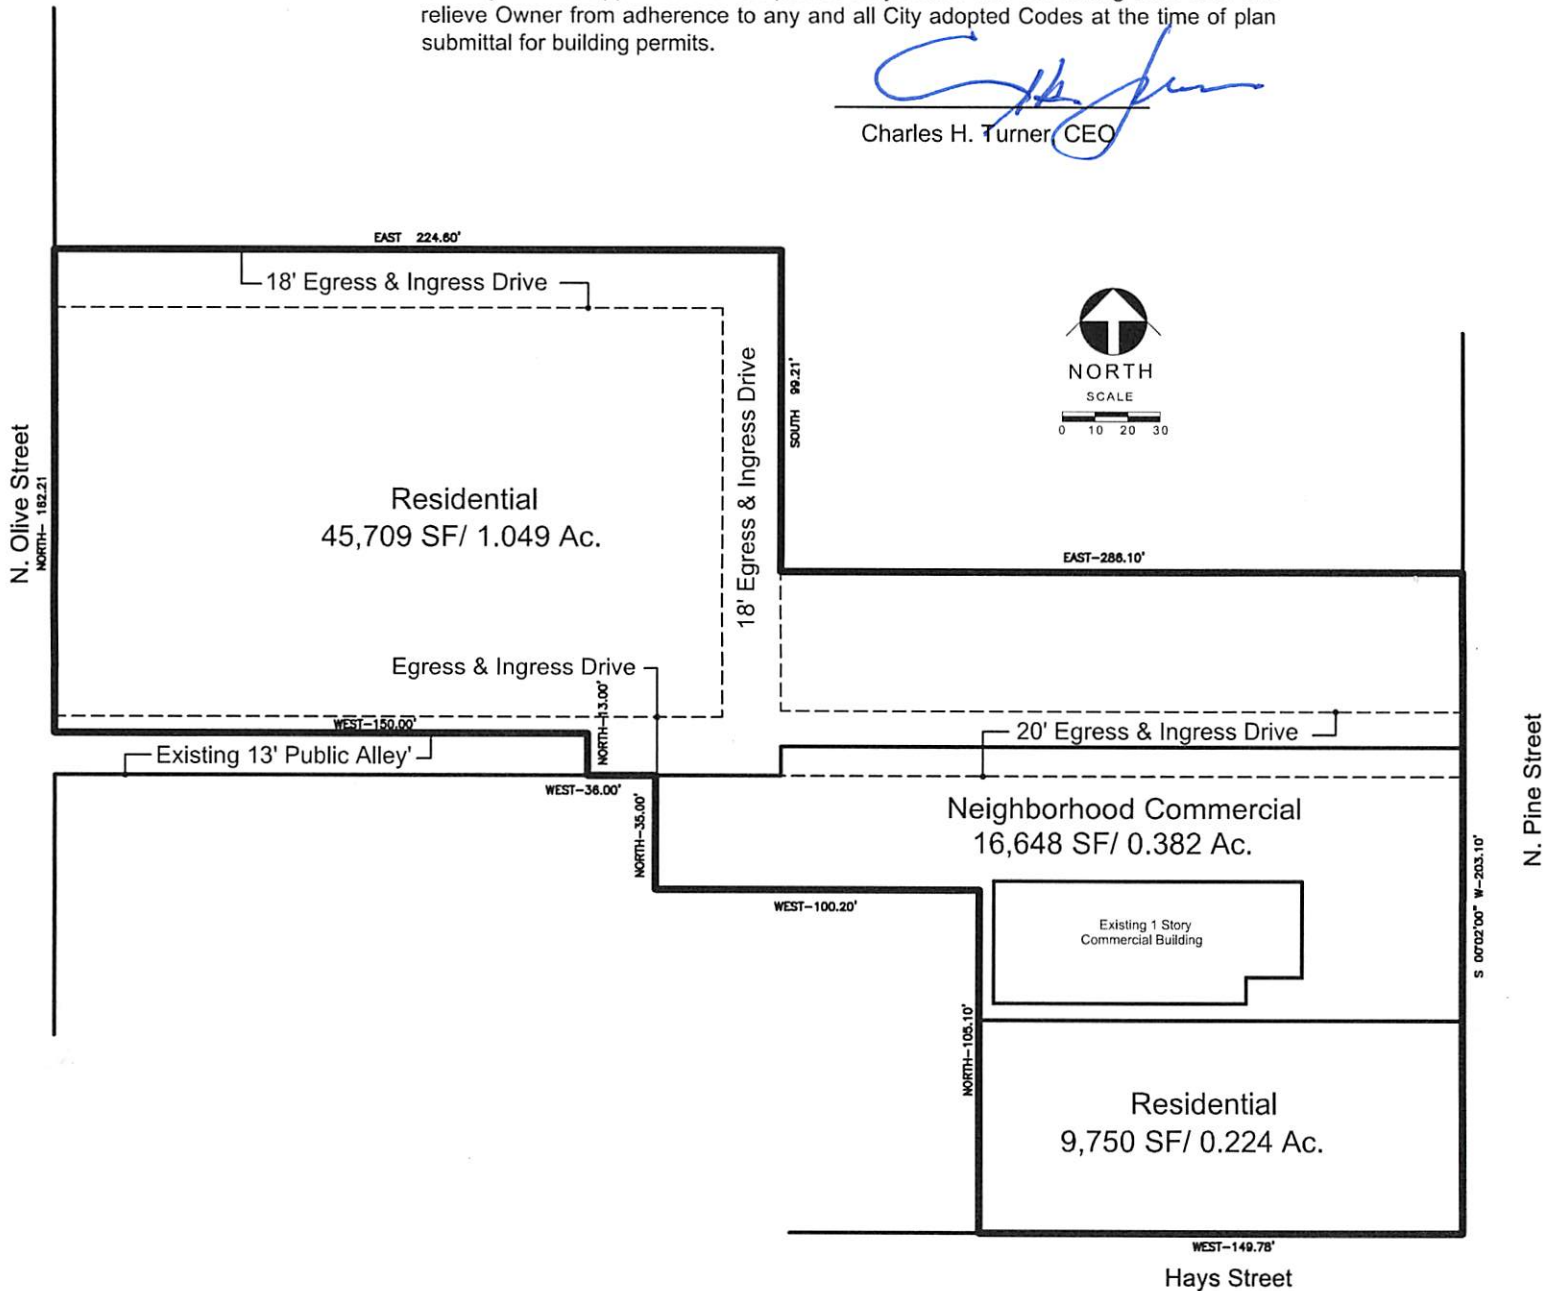 relieve Owner from adherence to any and all City adopted Codes at the time of plan
submittal for building permits.
Charles H. Turner, CEO
EAST 224.60'
18' Egress & Ingress Drive
NORTH
SCALE
0 10 20 30
18' Egress & Ingress Drive
SOUTH 99.21'
N. Olive Street
NORTH- 182.21
Residential
45,709 SF/ 1.049 Ac.
EAST-286.10'
Egress & Ingress Drive
WEST-150.00'
NORTH-13.00'
20' Egress & Ingress Drive
Existing 13' Public Alley'
WEST-36.00'
NORTH-35.00'
Neighborhood Commercial
16,648 SF/ 0.382 Ac.
N. Pine Street
S 00°02'00" W-203.10'
WEST-100.20'
Existing 1 Story
Commercial Building
NORTH-105.10'
Residential
9,750 SF/ 0.224 Ac.
WEST-149.78'
Hays Street